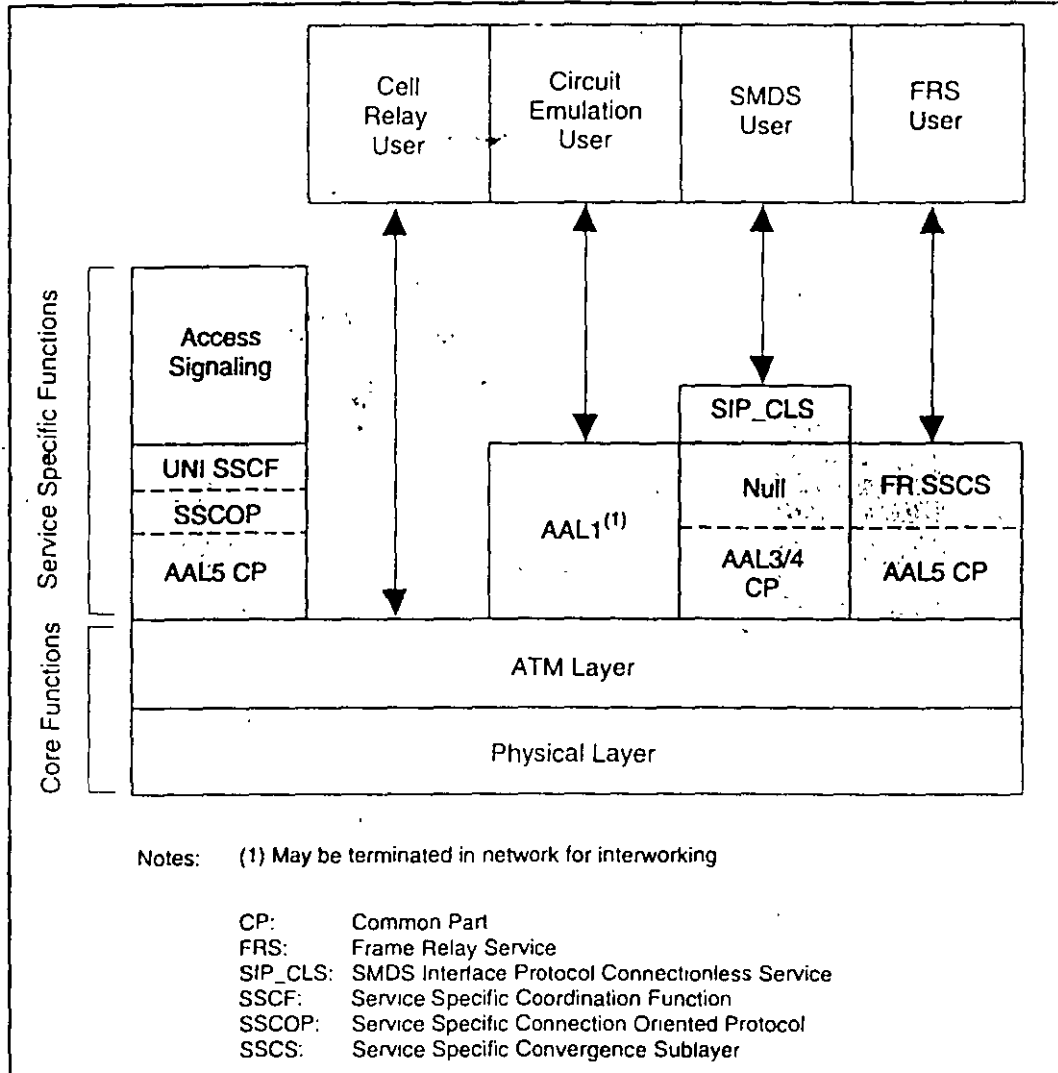 Cell
Relay
User
Circuit
Emulation
User
SMDS
User
FRS
User
Service Specific Functions
Access
Signaling
UNI SSCF
SSCOP
AAL5 CP
AAL1(1)
SIP_CLS
Null
AAL3/4
CP
FR SSCS
AAL5 CP
Core Functions
ATM Layer
Physical Layer
Notes: (1) May be terminated in network for interworking
CP: Common Part
FRS: Frame Relay Service
SIP_CLS: SMDS Interface Protocol Connectionless Service
SSCF: Service Specific Coordination Function
SSCOP: Service Specific Connection Oriented Protocol
SSCS: Service Specific Convergence Sublayer